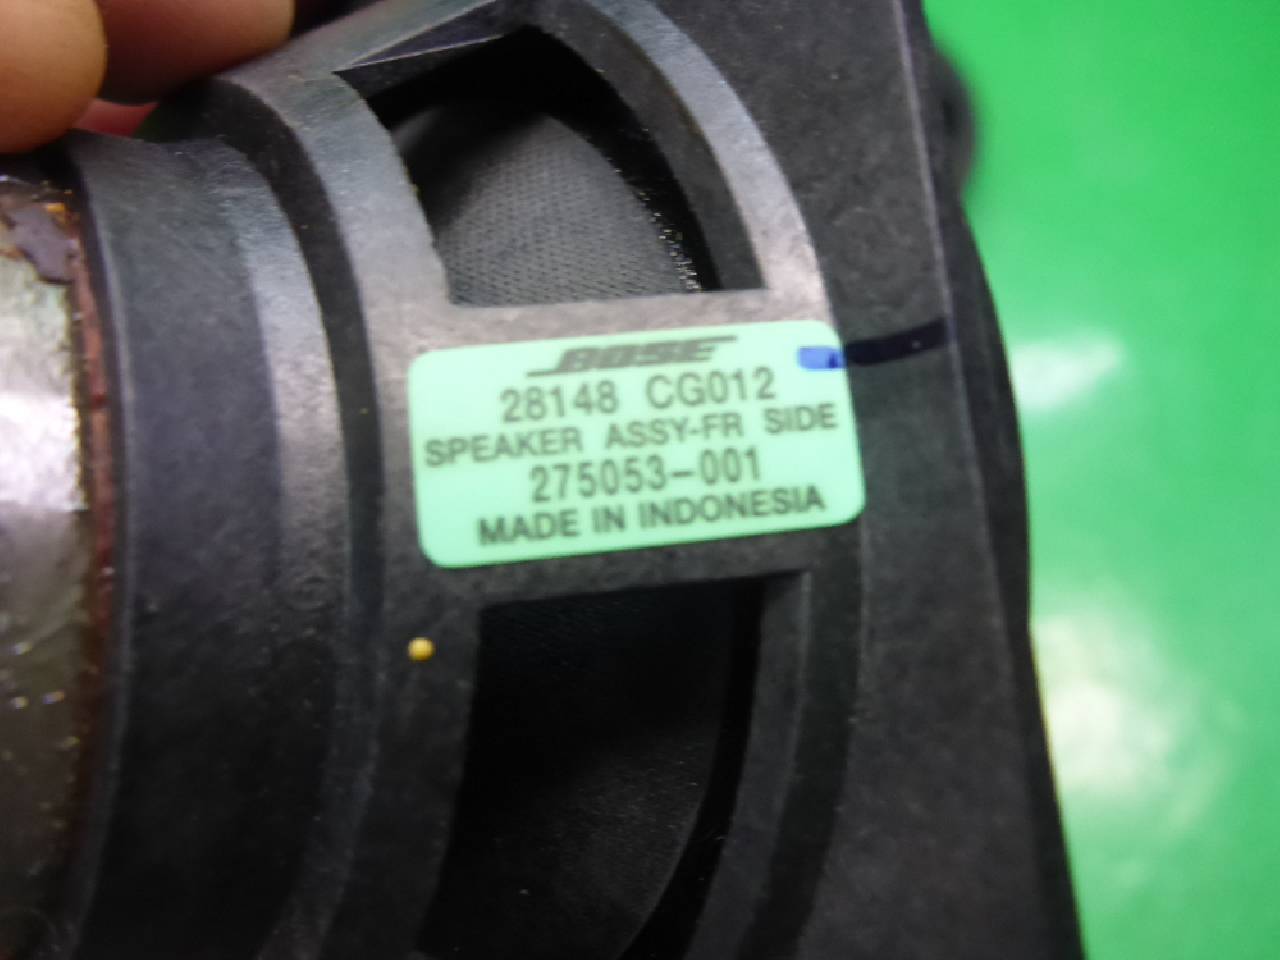 BOSE
28148 CG012
SPEAKER ASSY-FR SIDE
275053-001
MADE IN INDONESIA